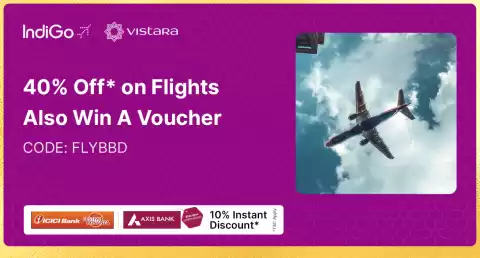 IndiGo
VISTARA
40% Off* on Flights
Also Win A Voucher
CODE: FLYBBD
ICICI Bank
AXIS BANK
10% Instant
Discount*